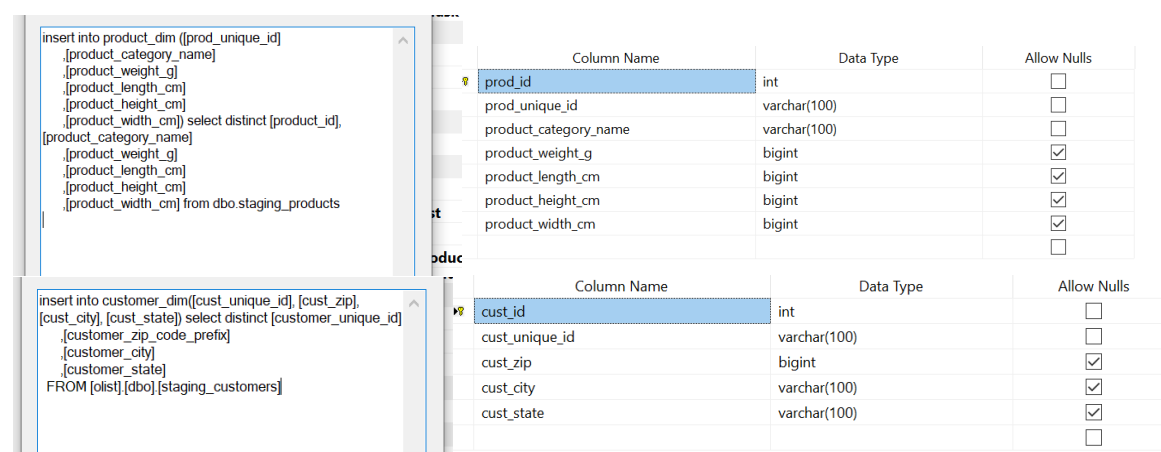 insert into product_dim ([prod_unique_id]
,[product_category_name]
,[product_weight_g]
,[product_length_cm]
,[product_height_cm]
,[product_width_cm]) select distinct [product_id],
[product_category_name]
,[product_weight_g]
,[product_length_cm]
,[product_height_cm]
,[product_width_cm] from dbo.staging_products
Column Name Data Type Allow Nulls
prod_id int
prod_unique_id varchar(100)
product_category_name varchar(100)
product_weight_g bigint
product_length_cm bigint
product_height_cm bigint
product_width_cm bigint
insert into customer_dim([cust_unique_id], [cust_zip],
[cust_city], [cust_state]) select distinct [customer_unique_id]
,[customer_zip_code_prefix]
,[customer_city]
,[customer_state]
FROM [olist].[dbo].[staging_customers]
Column Name Data Type Allow Nulls
cust_id int
cust_unique_id varchar(100)
cust_zip bigint
cust_city varchar(100)
cust_state varchar(100)